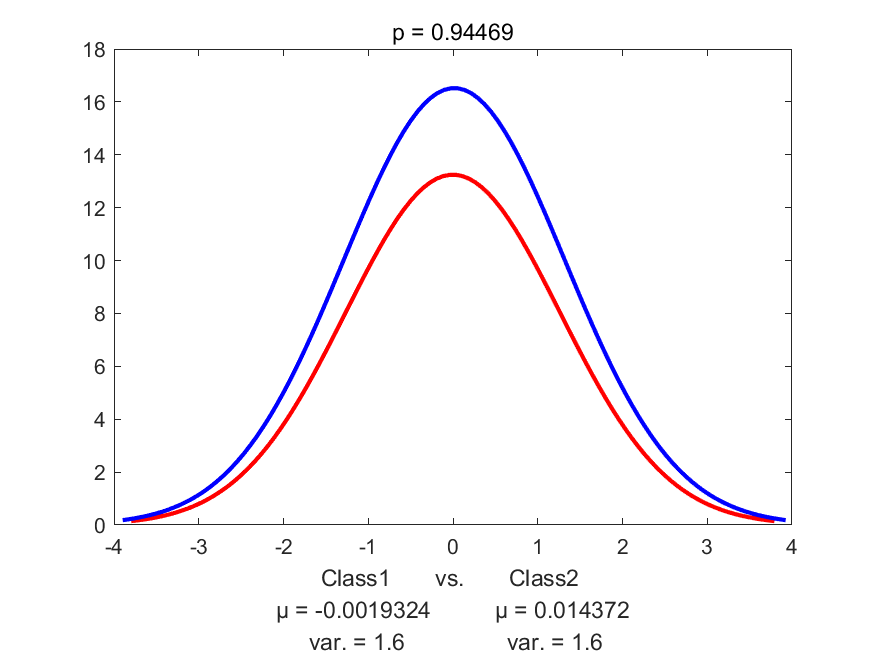 p = 0.94469
18
16
14
12
10
8
6
4
2
0
-4 -3 -2 -1 0 1 2 3 4
Class1 vs. Class2
μ = -0.0019324 μ = 0.014372
var. = 1.6 var. = 1.6